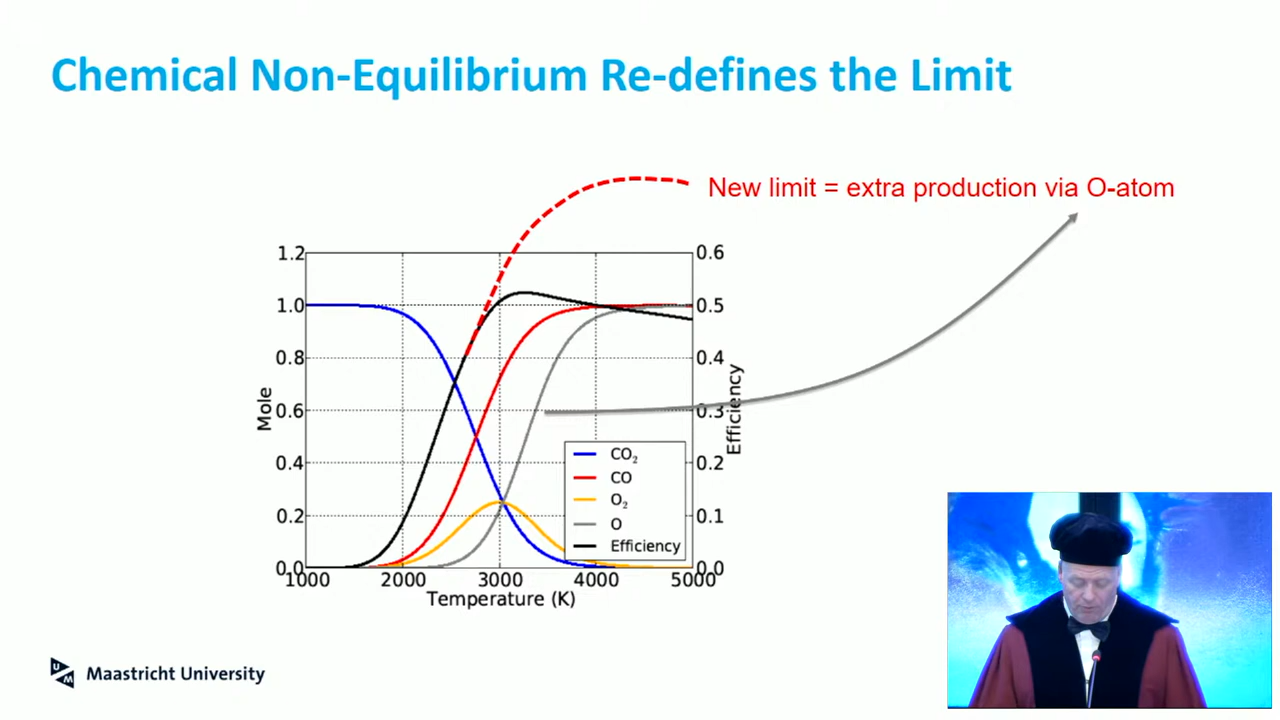 Chemical Non-Equilibrium Re-defines the Limit
New limit = extra production via O-atom
1.2
1.0
0.8
0.6
0.4
0.2
0.0
Mole
0.6
0.5
0.4
0.3
0.2
0.1
0.0
Efficiency
CO₂
CO
O₂
O
Efficiency
1000 2000 3000 4000 5000
Temperature (K)
UM Maastricht University